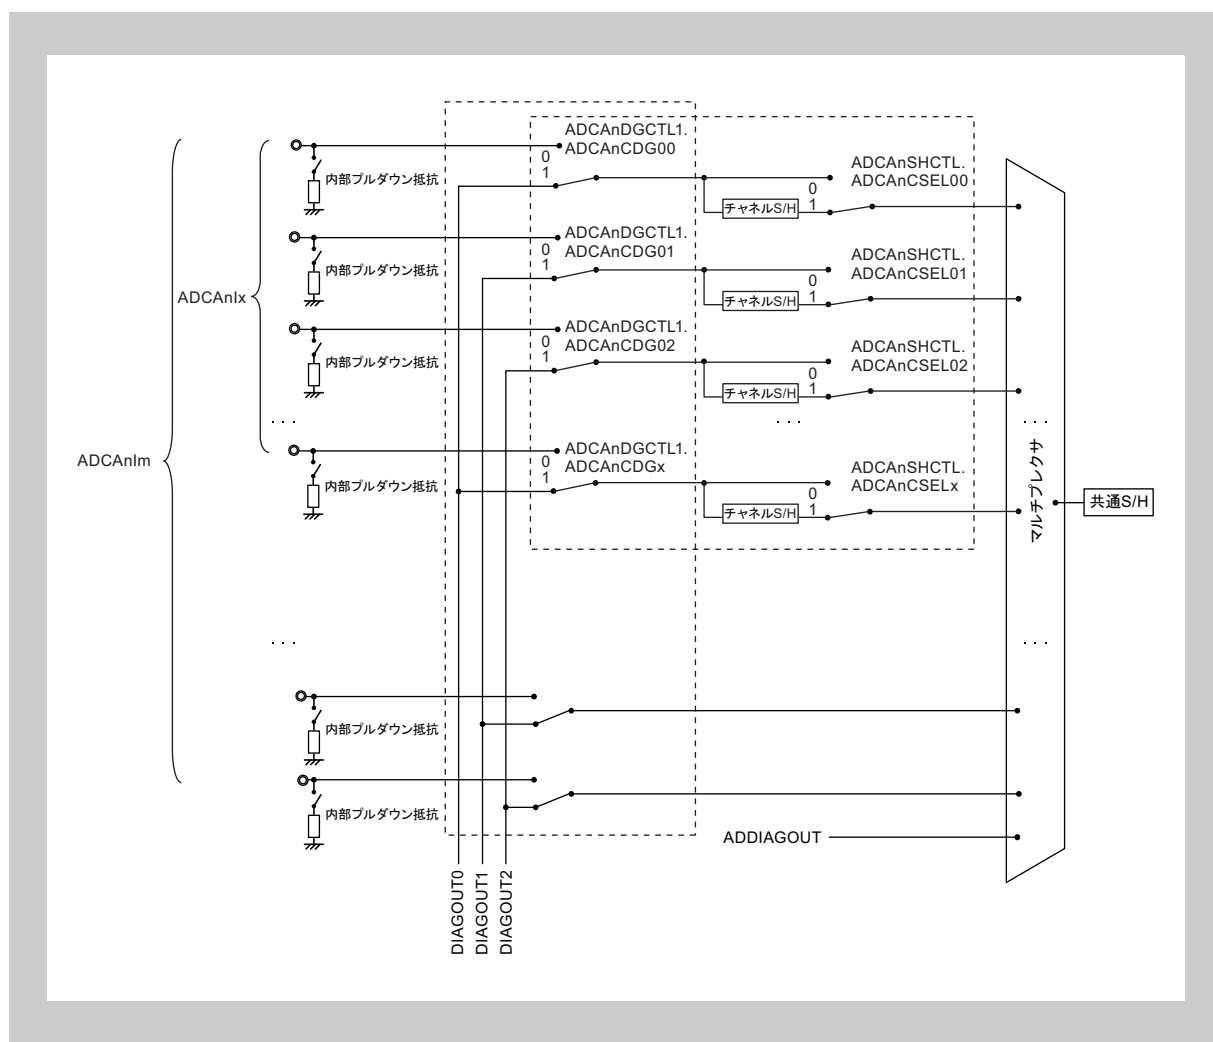 ADCAnDGCTL1.
ADCAnCDG00
0
1
内部プルダウン抵抗
ADCAnSHCTL.
ADCAnCSEL00
0
1
チャネルS/H
ADCAnDGCTL1.
ADCAnCDG01
0
1
内部プルダウン抵抗
ADCAnSHCTL.
ADCAnCSEL01
0
1
チャネルS/H
ADCAnIx
ADCAnDGCTL1.
ADCAnCDG02
0
1
内部プルダウン抵抗
ADCAnSHCTL.
ADCAnCSEL02
0
1
チャネルS/H
. . .
. . .
. . .
ADCAnIm
ADCAnDGCTL1.
ADCAnCDGx
0
1
内部プルダウン抵抗
ADCAnSHCTL.
ADCAnCSELx
0
1
チャネルS/H
マルチプレクサ
共通S/H
. . .
. . .
内部プルダウン抵抗
内部プルダウン抵抗
ADDIAGOUT
DIAGOUT0
DIAGOUT1
DIAGOUT2